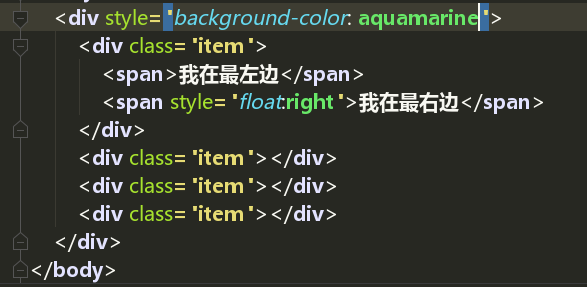 <div style='background-color: aquamarine'>
<div class='item'>
<span>我在最左边</span>
<span style='float:right'>我在最右边</span>
</div>
<div class='item'></div>
<div class='item'></div>
<div class='item'></div>
</div>
</body>